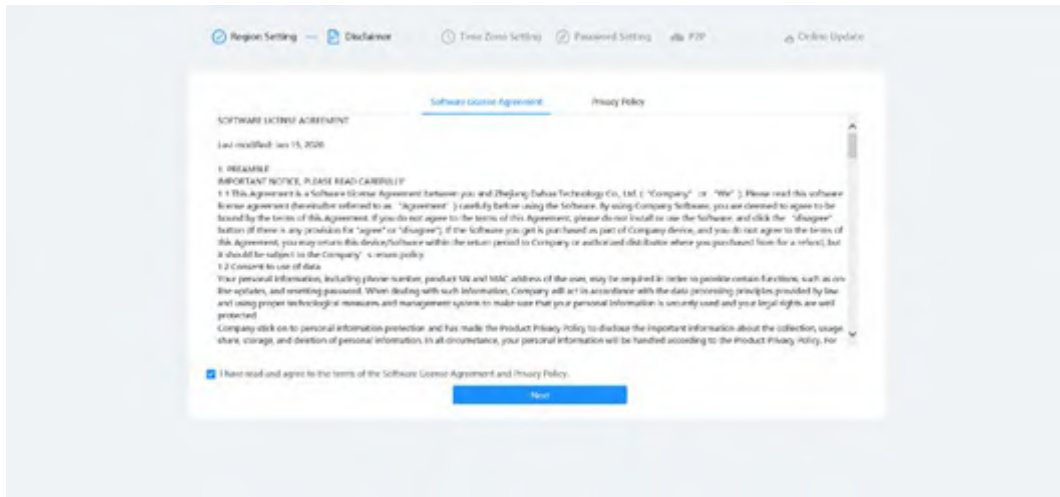 Region Setting
Disclaimer
Time Zone Setting
Password Setting
P2P
Online Update
Software License Agreement
Privacy Policy
SOFTWARE LICENSE AGREEMENT
Last modified: Jan 15, 2020
1. PREAMBLE
IMPORTANT NOTICE, PLEASE READ CAREFULLY
1.1 This Agreement is a Software License Agreement between you and Zhejiang Dahua Technology Co., Ltd. ( "Company" or "We" ). Please read this software
license agreement (hereinafter referred to as "Agreement" ) carefully before using the Software. By using Company Software, you are deemed to agree to be
bound by the terms of this Agreement. If you do not agree to the terms of this Agreement, please do not install or use the Software, and click the "disagree"
button (if there is any provision for "agree" or "disagree"). If the Software you get is purchased as part of Company device, and you do not agree to the terms of
this Agreement, you may return this device/Software within the return period to Company or authorized distributor where you purchased from for a refund, but
it should be subject to the Company' s return policy.
1.2 Consent to use of data
Your personal information, including phone number, product SN and MAC address of the user, may be required in order to provide certain functions, such as on-
line updates, and resetting password. When dealing with such information, Company will act in accordance with the data processing principles provided by law
and using proper technological measures and management system to make sure that your personal information is securely used and your legal rights are well
protected.
Company stick on to personal information protection and has made the Product Privacy Policy to disclose the important information about the collection, usage
share, storage, and deletion of personal information. In all circumstance, your personal information will be handled according to the Product Privacy Policy. For
I have read and agree to the terms of the Software License Agreement and Privacy Policy.
Next